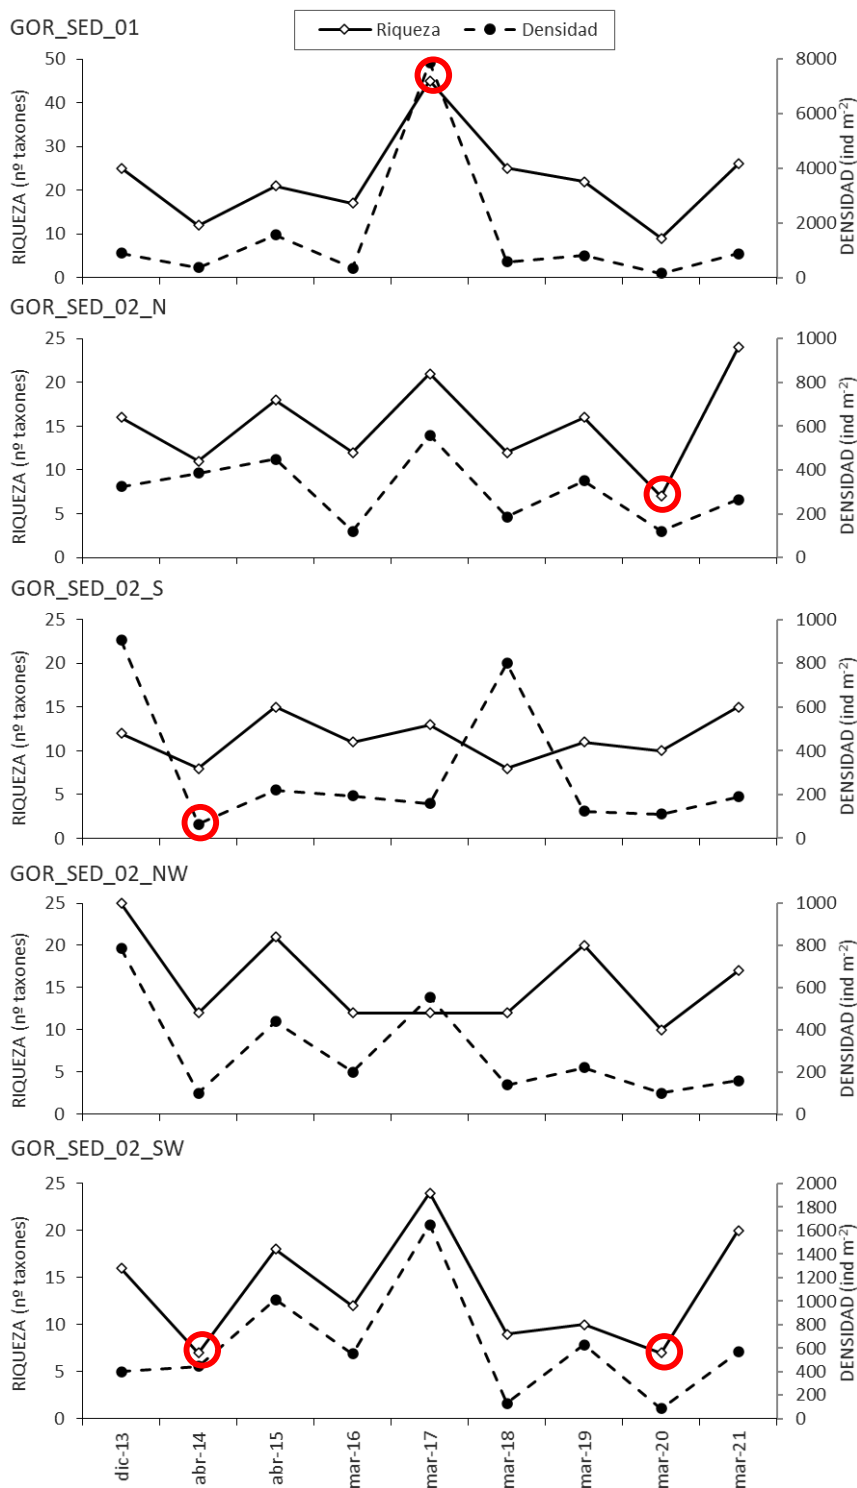 GOR_SED_01
Riqueza
Densidad
RIQUEZA (nº taxones)
50
40
30
20
10
0
8000
6000
4000
2000
0
DENSIDAD (ind m-2)
GOR_SED_02_N
RIQUEZA (nº taxones)
25
20
15
10
5
0
1000
800
600
400
200
0
DENSIDAD (ind m-2)
GOR_SED_02_S
RIQUEZA (nº taxones)
25
20
15
10
5
0
1000
800
600
400
200
0
DENSIDAD (ind m-2)
GOR_SED_02_NW
RIQUEZA (nº taxones)
25
20
15
10
5
0
1000
800
600
400
200
0
DENSIDAD (ind m-2)
GOR_SED_02_SW
RIQUEZA (nº taxones)
25
20
15
10
5
0
2000
1800
1600
1400
1200
1000
800
600
400
200
0
DENSIDAD (ind m-2)
dic-13
abr-14
abr-15
mar-16
mar-17
mar-18
mar-19
mar-20
mar-21